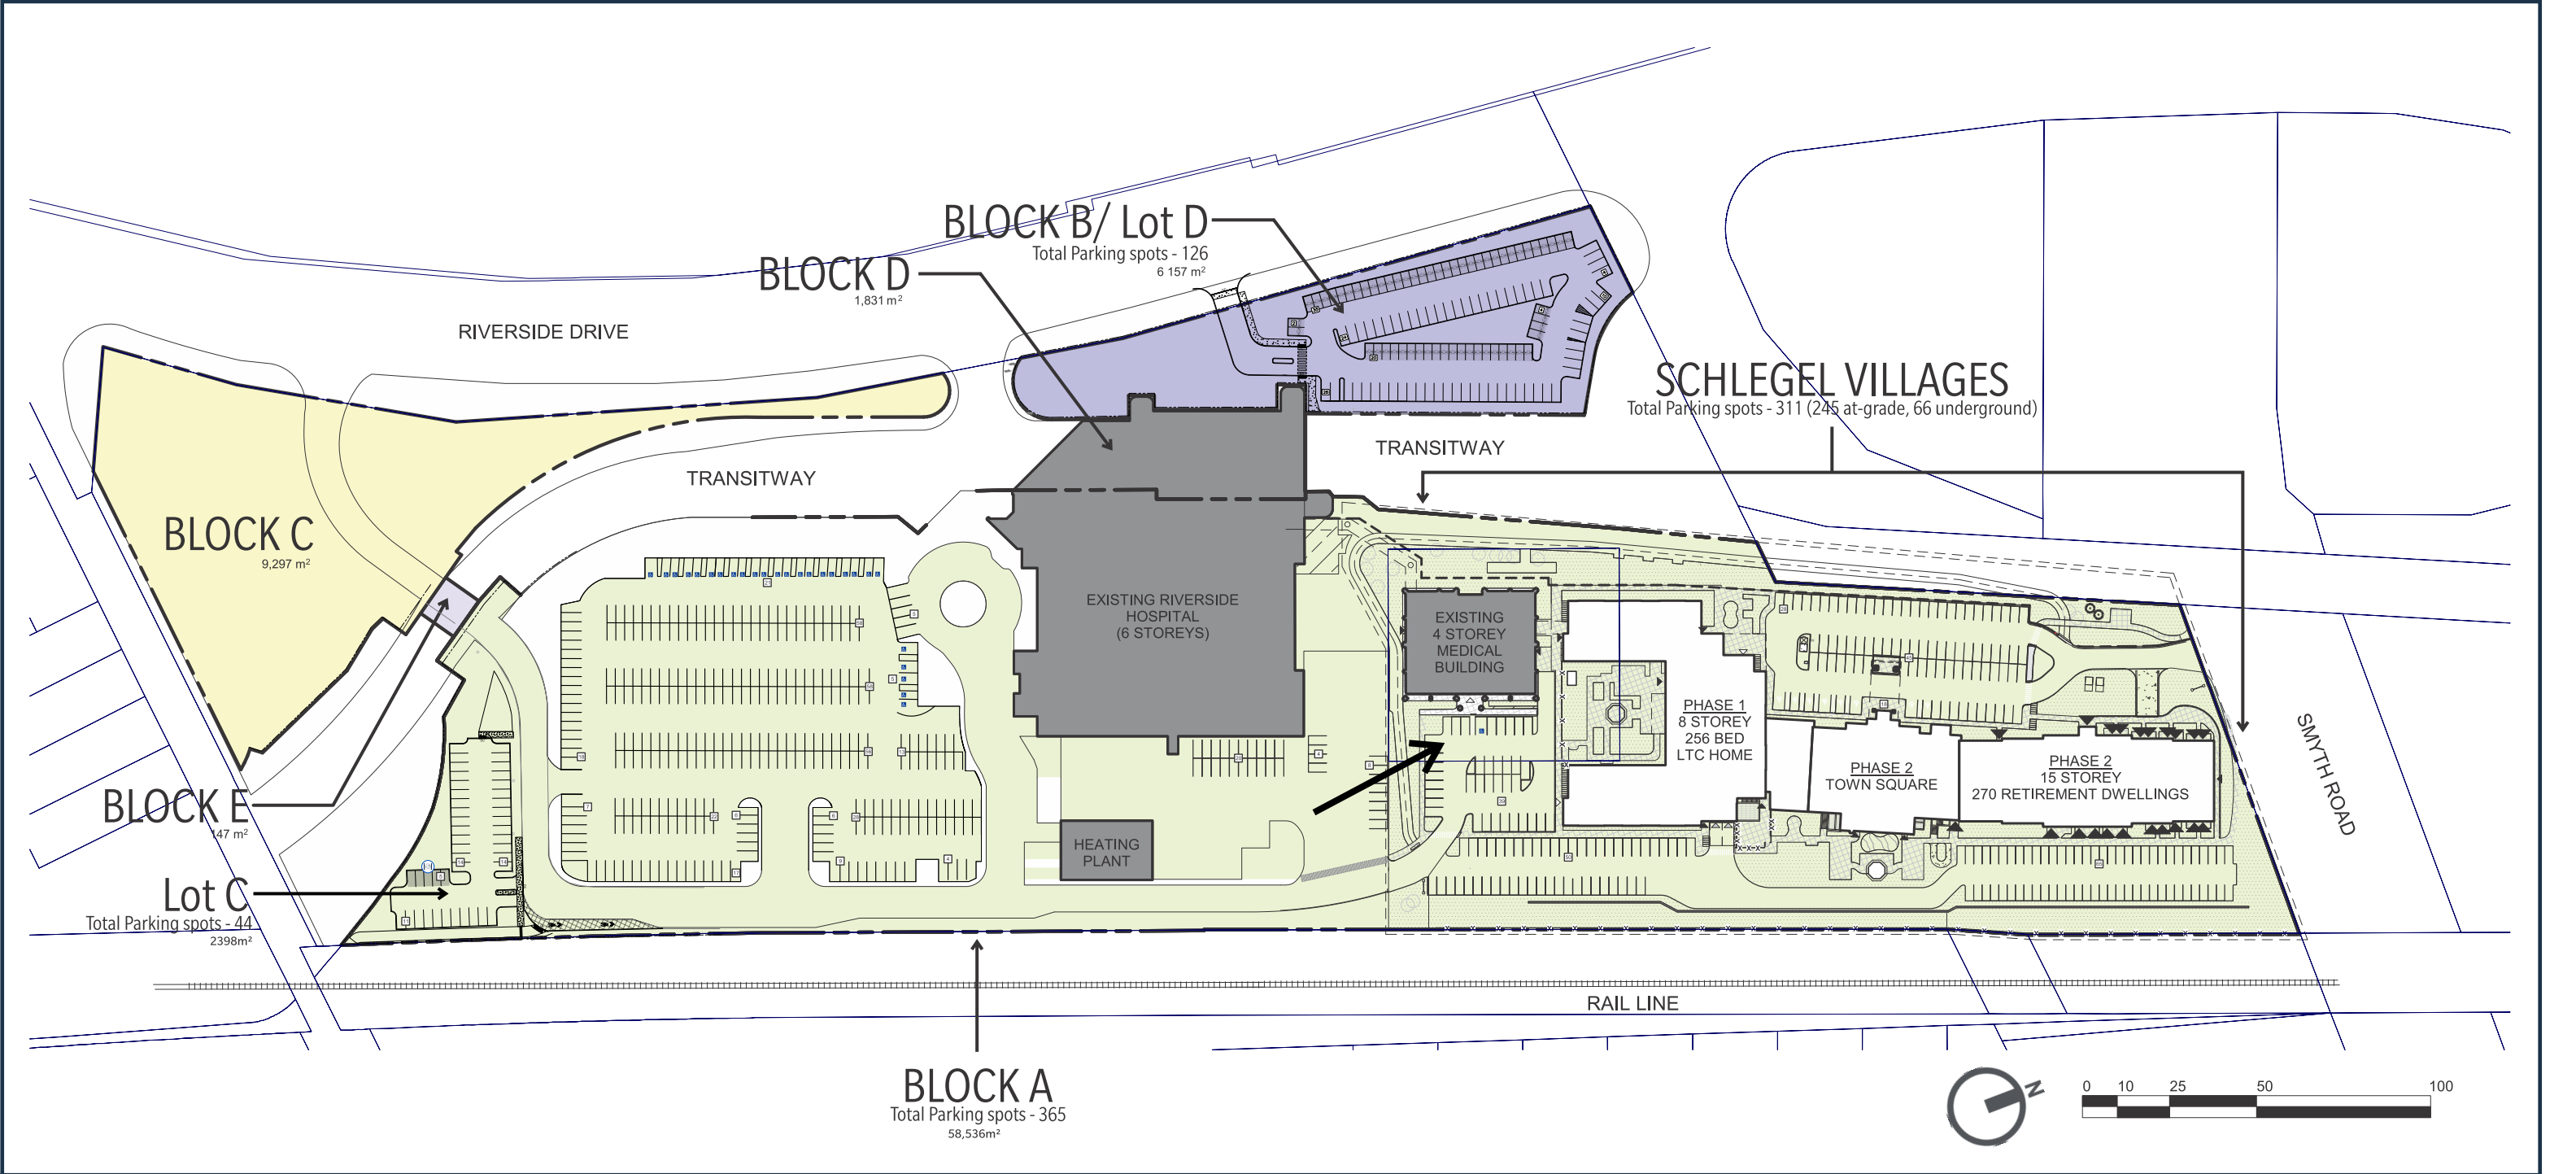 BLOCK B/ Lot D
Total Parking spots - 126
6 157 m²
BLOCK D
1,831 m²
RIVERSIDE DRIVE
SCHLEGEL VILLAGES
Total Parking spots - 311 (245 at-grade, 66 underground)
TRANSITWAY
TRANSITWAY
BLOCK C
9,297 m²
EXISTING RIVERSIDE
HOSPITAL
(6 STOREYS)
EXISTING
4 STOREY
MEDICAL
BUILDING
PHASE 1
8 STOREY
256 BED
LTC HOME
PHASE 2
TOWN SQUARE
PHASE 2
15 STOREY
270 RETIREMENT DWELLINGS
SMYTH ROAD
BLOCK E
147 m²
HEATING
PLANT
Lot C
Total Parking spots - 44
2398m²
RAIL LINE
BLOCK A
Total Parking spots - 365
58,536m²
N
0 10 25 50 100